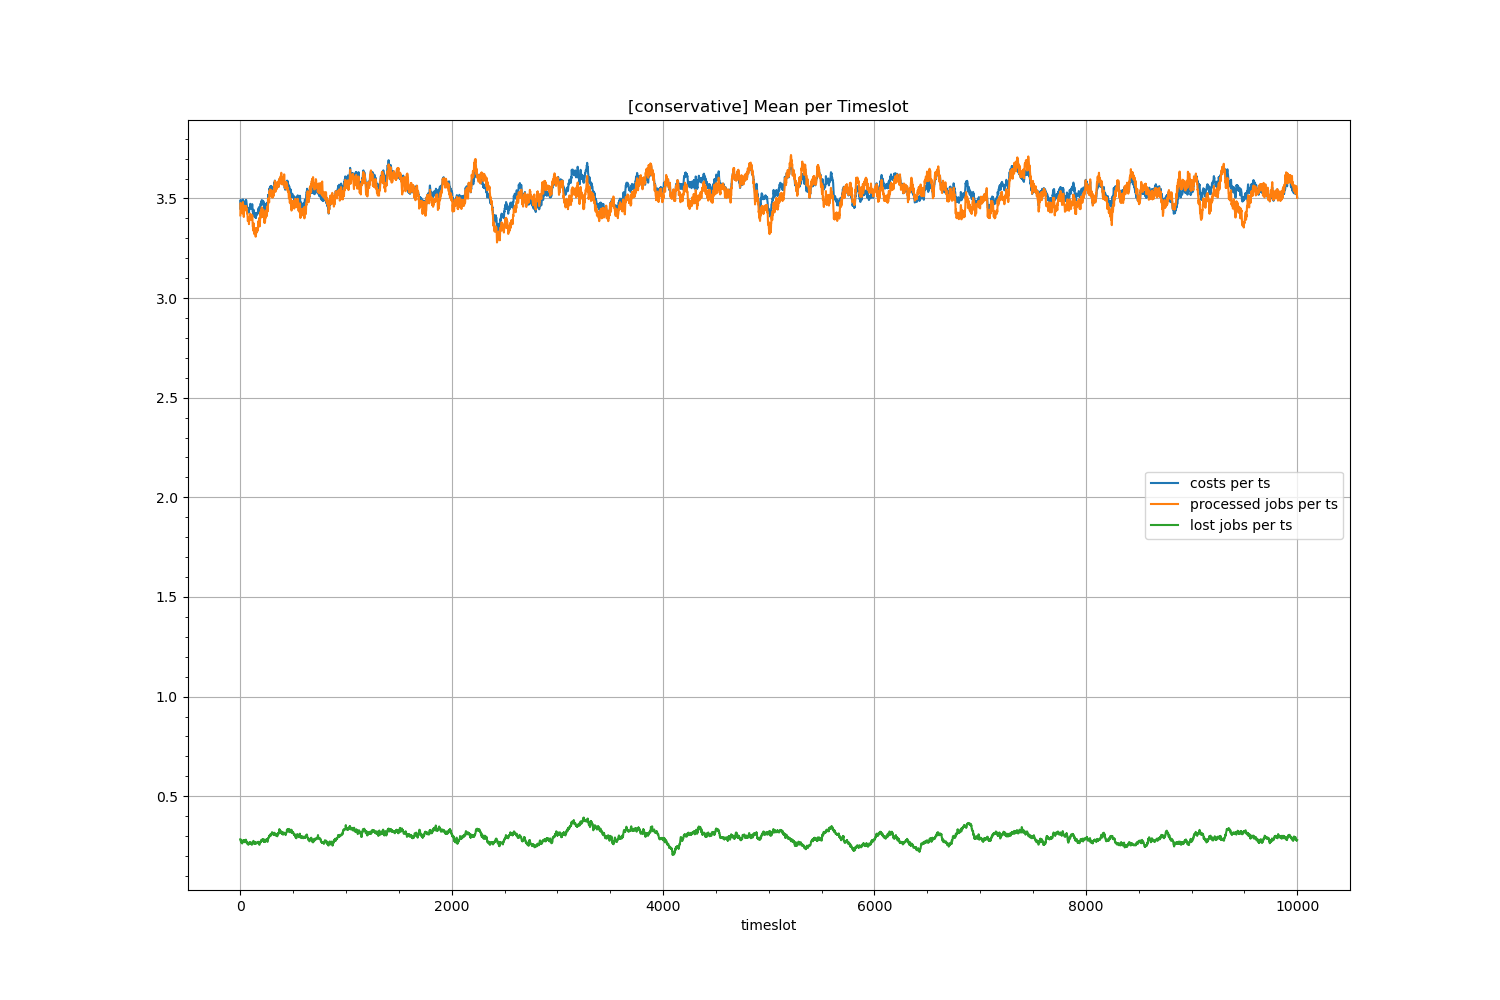 [conservative] Mean per Timeslot
3.5
3.0
2.5
2.0
1.5
1.0
0.5
costs per ts
processed jobs per ts
lost jobs per ts
0 2000 4000 6000 8000 10000
timeslot